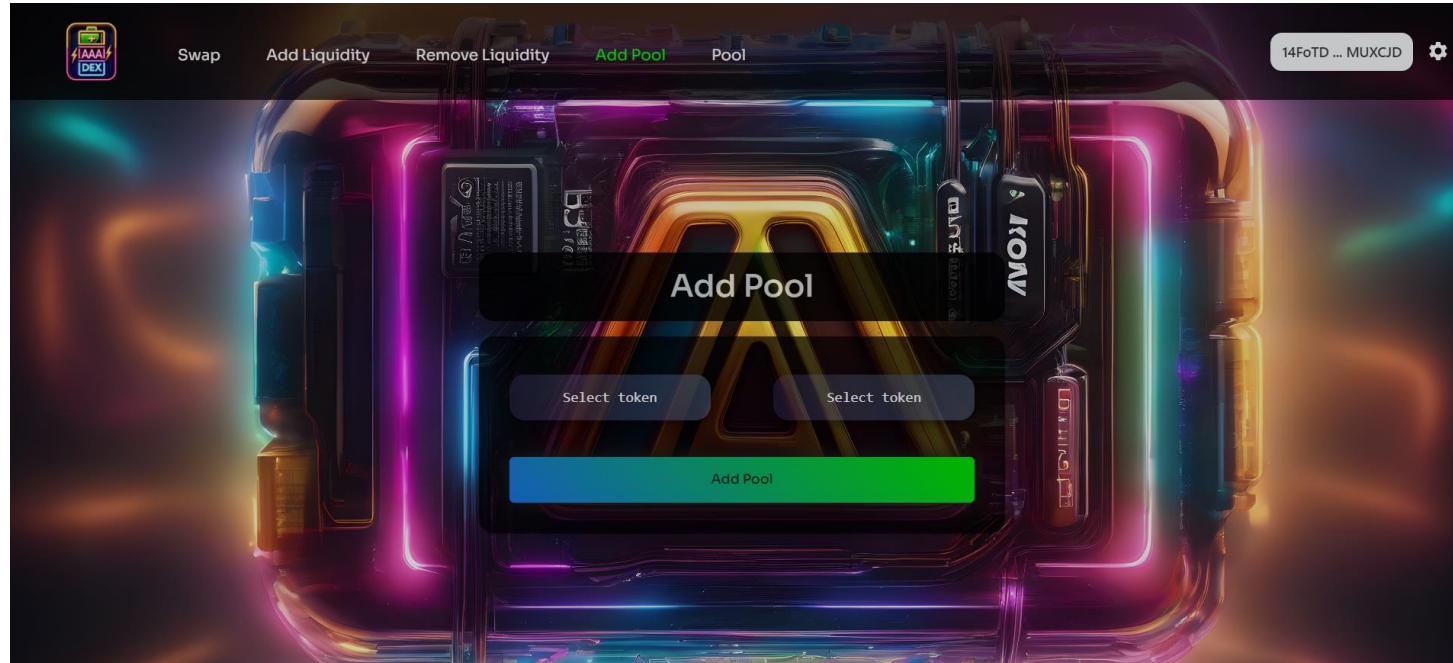 AAA
DEX
Swap
Add Liquidity
Remove Liquidity
Add Pool
Pool
14FoTD ... MUXCJD
Add Pool
Select token
Select token
Add Pool